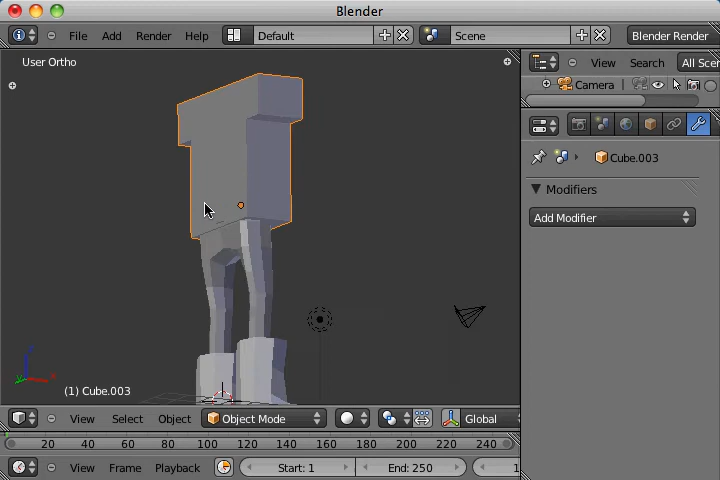 Blender
File Add Render Help Default Scene Blender Render
User Ortho
View Search All Scen
Camera
Cube.003
Modifiers
Add Modifier
(1) Cube.003
View Select Object Object Mode Global
20 40 60 80 100 120 140 160 180 200 220 240
View Frame Playback Start: 1 End: 250 1